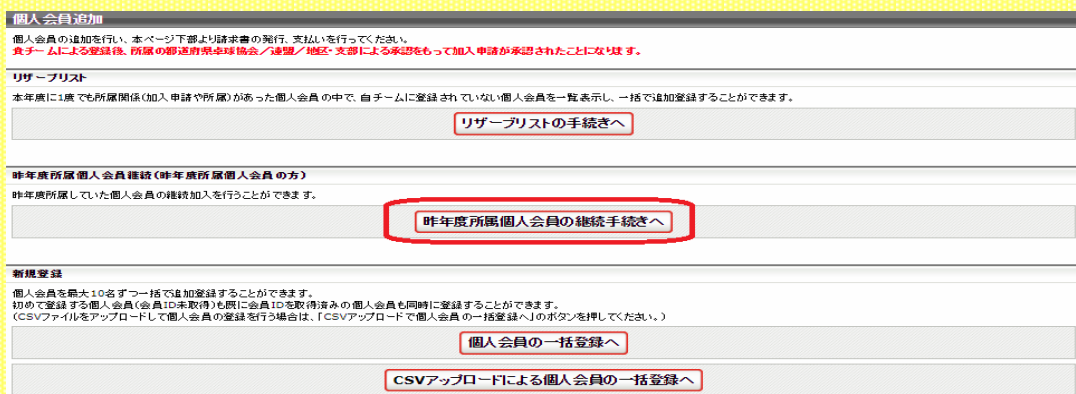 個人会員追加
個人会員の追加を行い、本ページ下部より請求書の発行、支払いを行ってください。
食チームによる登録後、所属の都道府県卓球協会／連盟／地区・支部による承認をもって加入申請が承認されたことになります。
リザーブリスト
本年度に1度でも所属関係(加入申請や所属)があった個人会員の中で、自チームに登録されていない個人会員を一覧表示し、一括で追加登録することができます。
リザーブリストの手続きへ
昨年度所属個人会員継続(昨年度所属個人会員の方)
昨年度所属していた個人会員の継続加入を行うことができます。
昨年度所属個人会員の継続手続きへ
新規登録
個人会員を最大10名ずつ一括で追加登録することができます。
初めて登録する個人会員(会員ID未取得)も既に会員IDを取得済みの個人会員も同時に登録することができます。
(CSVファイルをアップロードして個人会員の登録を行う場合は、「CSVアップロードで個人会員の一括登録へ」のボタンを押してください。)
個人会員の一括登録へ
CSVアップロードによる個人会員の一括登録へ